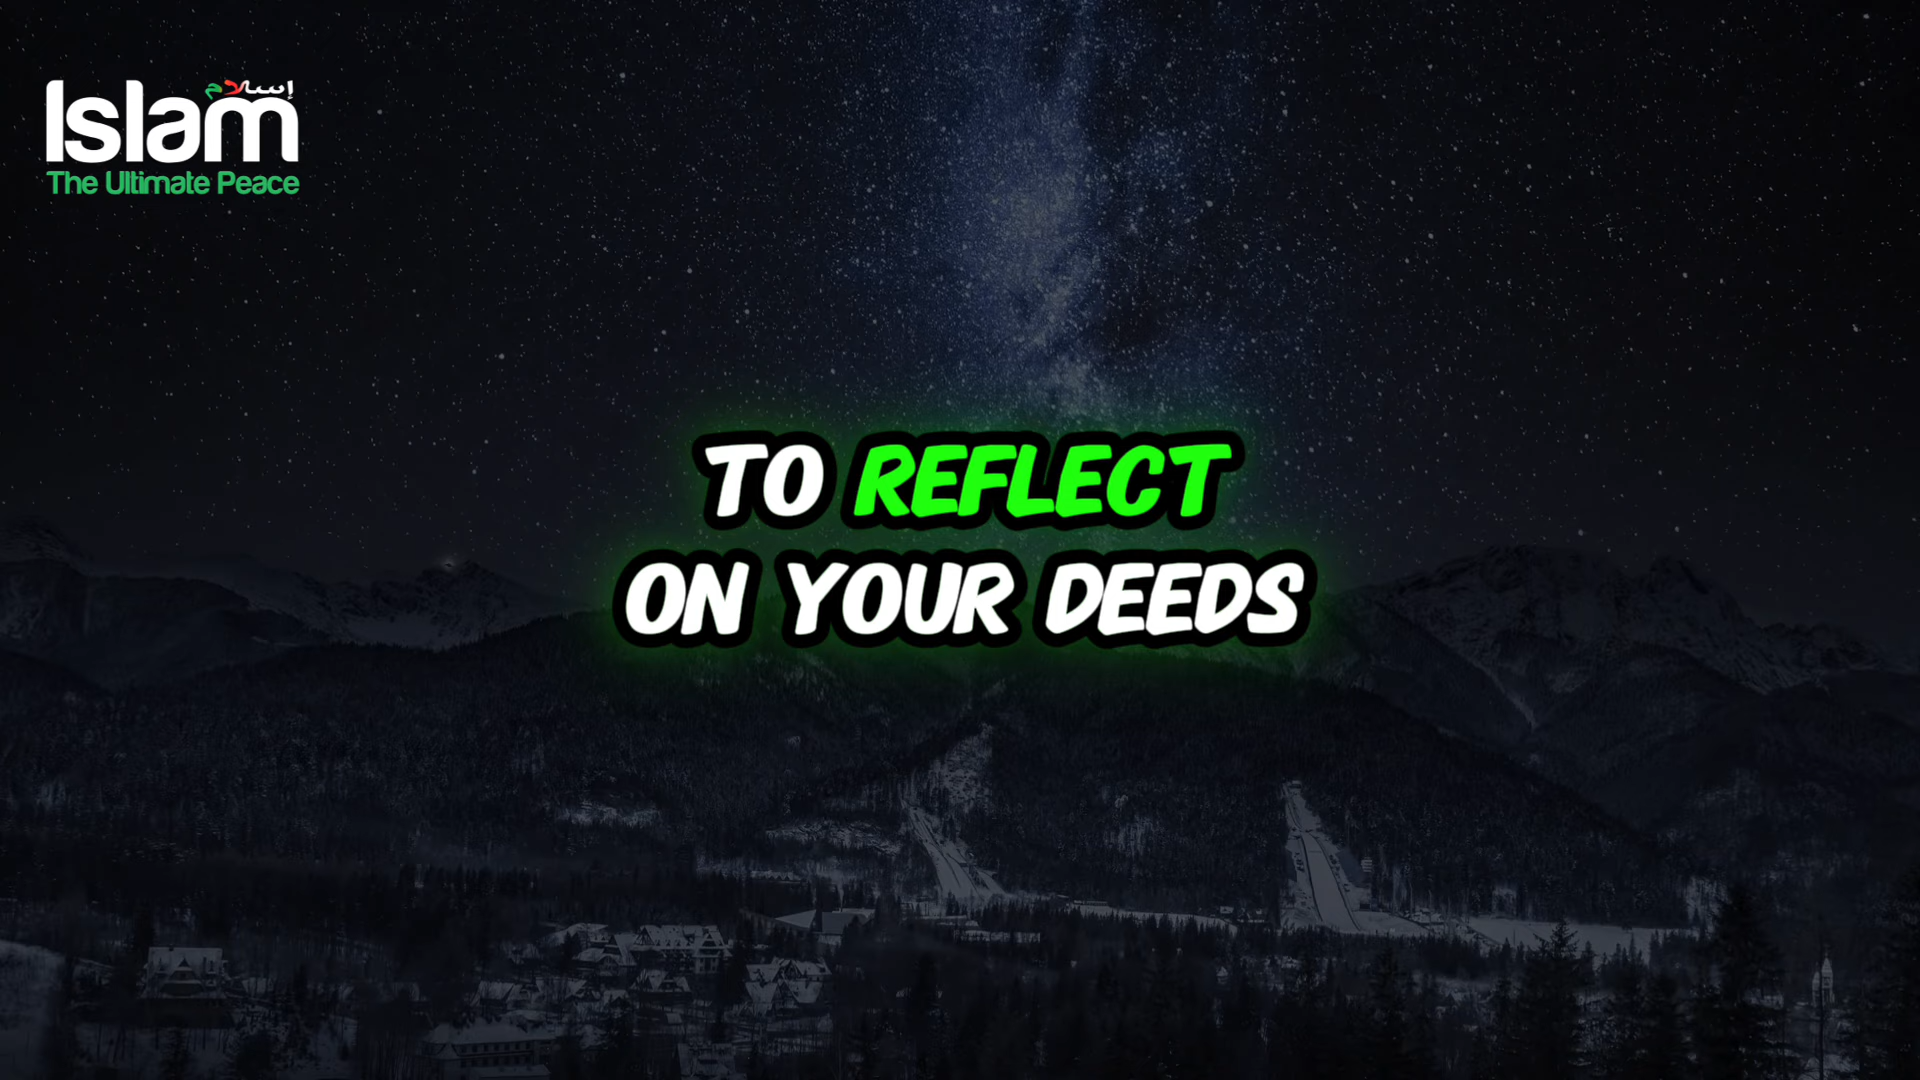 إسلام
Islam
The Ultimate Peace
TO REFLECT
ON YOUR DEEDS